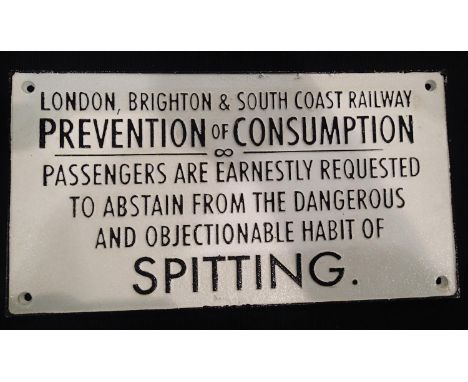 LONDON, BRIGHTON & SOUTH COAST RAILWAY
PREVENTION OF CONSUMPTION
PASSENGERS ARE EARNESTLY REQUESTED
TO ABSTAIN FROM THE DANGEROUS
AND OBJECTIONABLE HABIT OF
SPITTING.